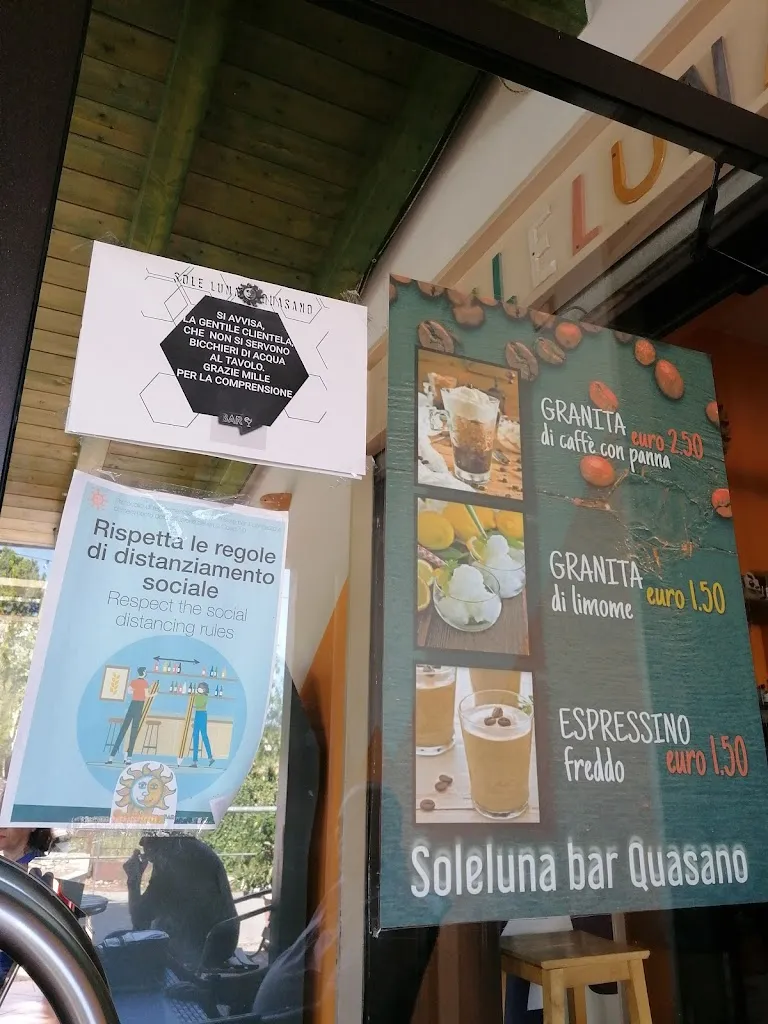 SOLE LUNA QUASANO
SI AVVISA,
LA GENTILE CLIENTELA
CHE NON SI SERVONO
BICCHIERI DI ACQUA
AL TAVOLO.
GRAZIE MILLE
PER LA COMPRENSIONE
BAR
Rispetta le regole
di distanziamento
sociale
Respect the social
distancing rules
LELU
GRANITA
di caffè con panna euro 2.50
GRANITA
di limome euro 1.50
ESPRESSINO
freddo euro 1.50
Soleluna bar Quasano